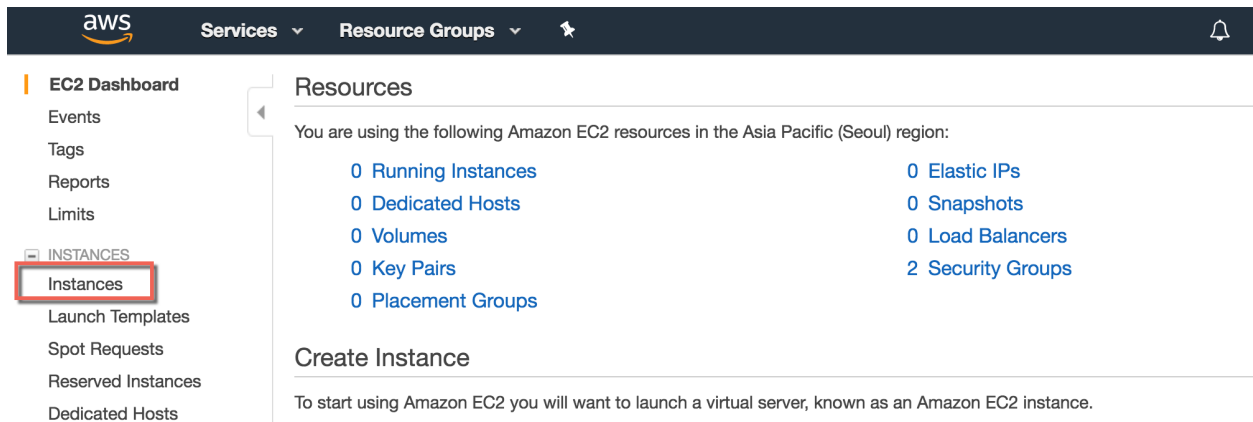 aws Services Resource Groups
EC2 Dashboard
Events
Tags
Reports
Limits
INSTANCES
Instances
Launch Templates
Spot Requests
Reserved Instances
Dedicated Hosts
Resources
You are using the following Amazon EC2 resources in the Asia Pacific (Seoul) region:
0 Running Instances
0 Dedicated Hosts
0 Volumes
0 Key Pairs
0 Placement Groups
0 Elastic IPs
0 Snapshots
0 Load Balancers
2 Security Groups
Create Instance
To start using Amazon EC2 you will want to launch a virtual server, known as an Amazon EC2 instance.